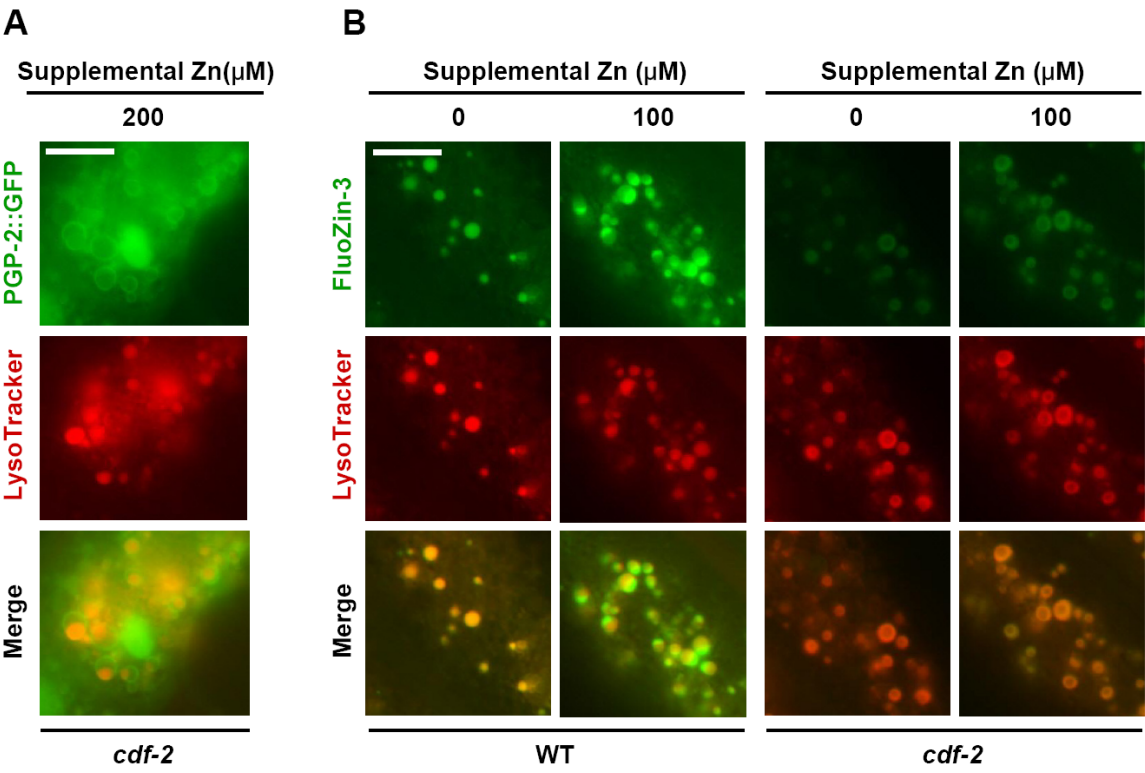 A
B
Supplemental Zn(μM)
Supplemental Zn (μM)
Supplemental Zn (μM)
200
0
100
0
100
PGP-2::GFP
FluoZin-3
LysoTracker
LysoTracker
Merge
Merge
cdf-2
WT
cdf-2